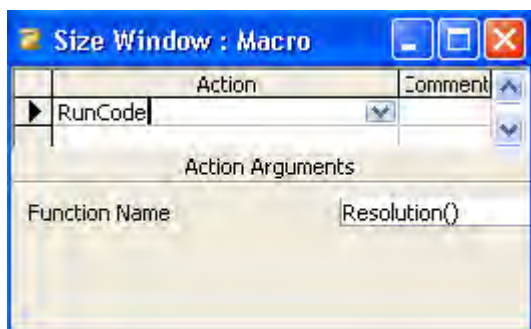 Size Window : Macro
Action Comment
RunCode
Action Arguments
Function Name Resolution()